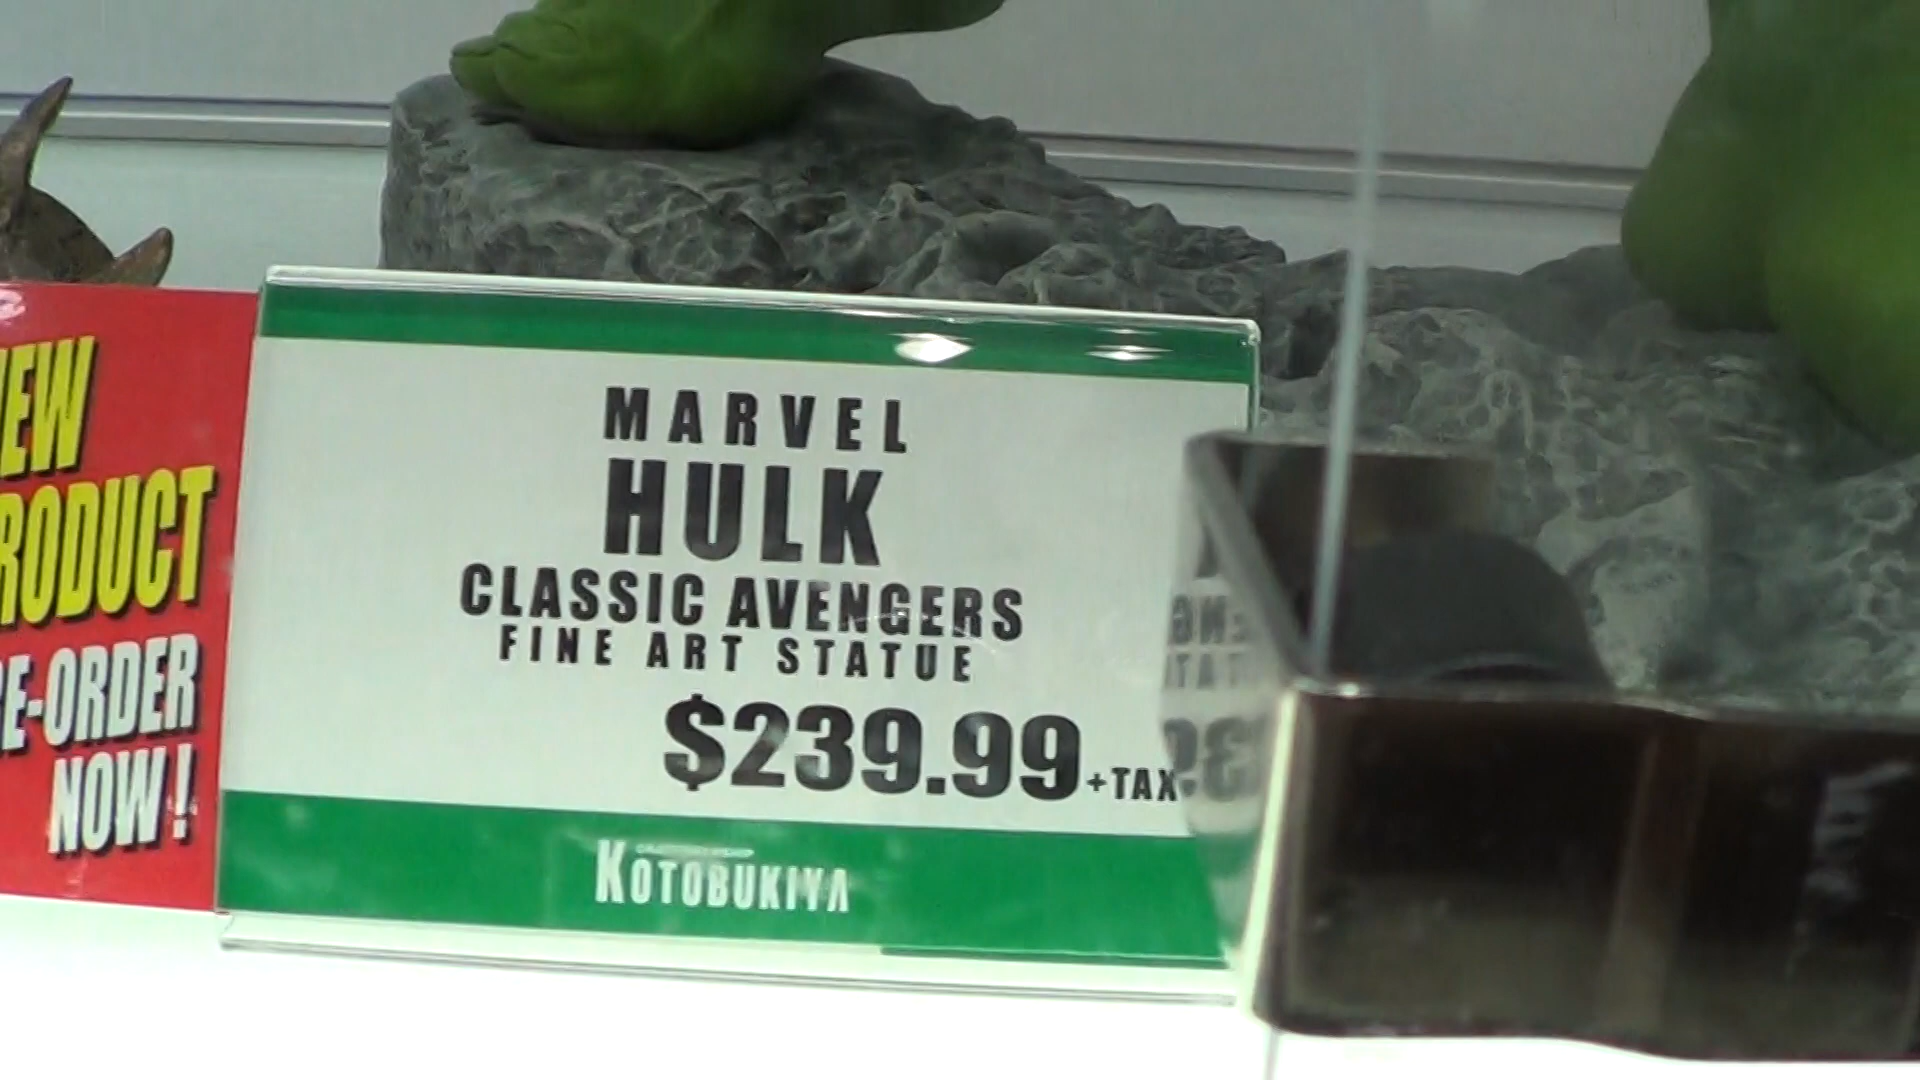 EW
RODUCT
E-ORDER
NOW!
MARVEL
HULK
CLASSIC AVENGERS
FINE ART STATUE
$239.99 +TAX
KOTOBUKIYA